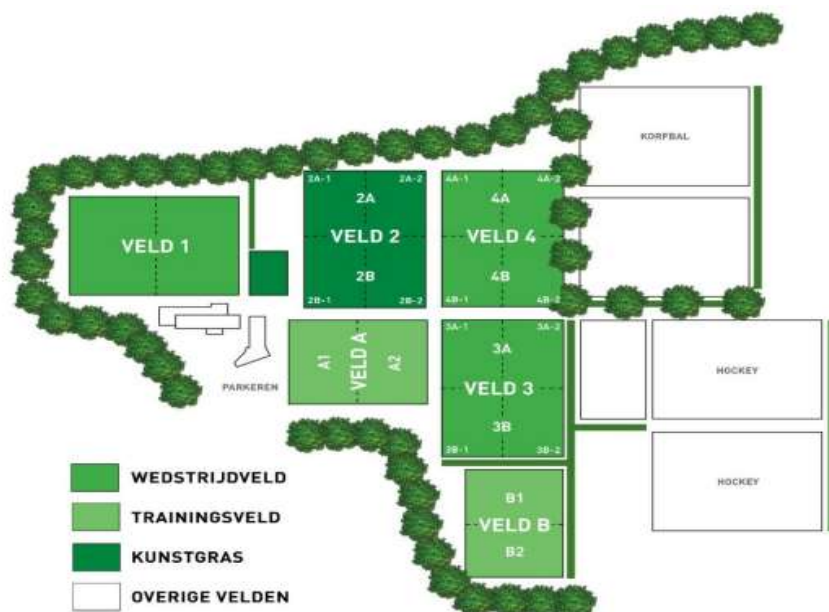 KORFBAL
2A-1 2A-2
2A
VELD 2
2B
2B-1 2B-2
4A-1 4A-2
4A
VELD 4
4B
4B-1 4B-2
VELD 1
PARKEREN
A1
VELD A
A2
3A-1 3A-2
3A
VELD 3
3B
3B-1 3B-2
HOCKEY
HOCKEY
B1
VELD B
B2
WEDSTRIJDVELD
TRAININGSVELD
KUNSTGRAS
OVERIGE VELDEN